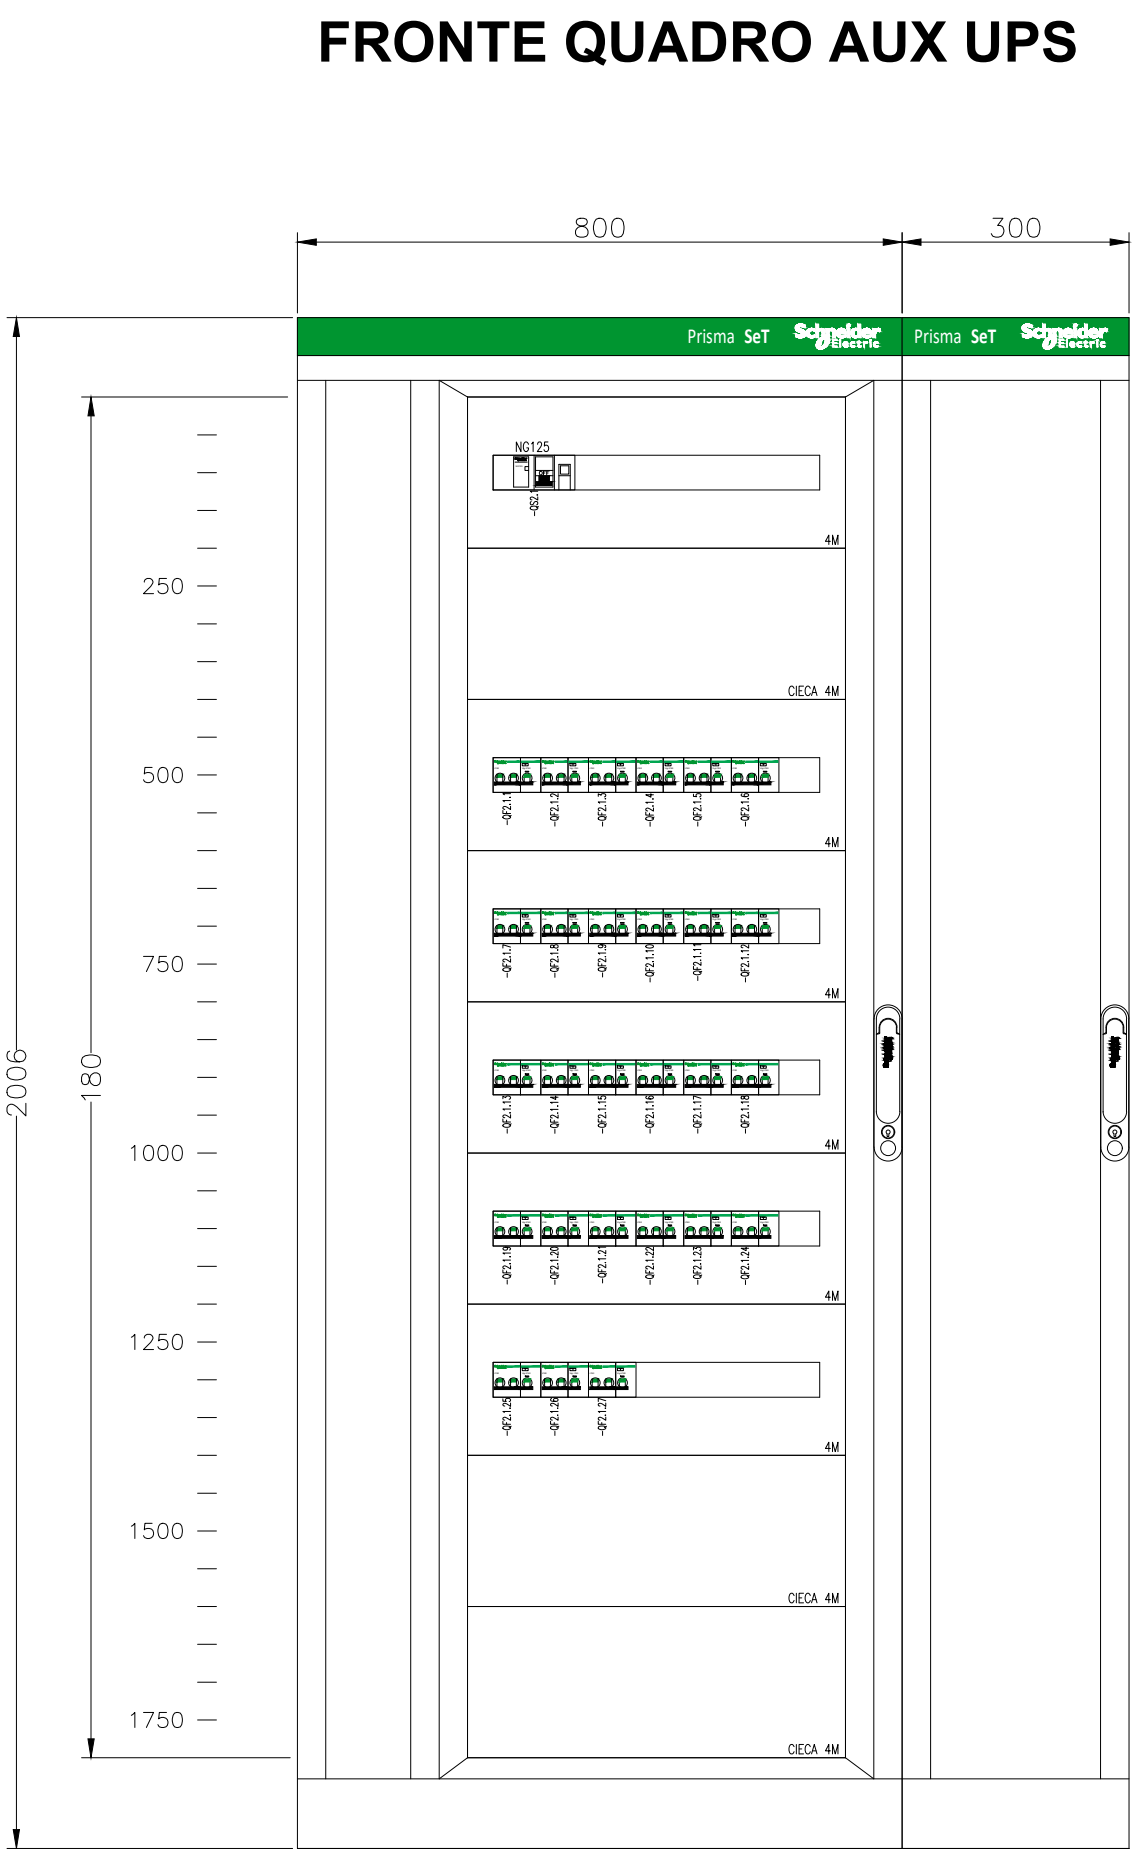 FRONTE QUADRO AUX UPS
800
300
Prisma SeT Schneider Electric
Prisma SeT Schneider Electric
NG125
-QS2.1
4M
250
CIECA 4M
500
-QF2.1.1
-QF2.1.2
-QF2.1.3
-QF2.1.4
-QF2.1.5
-QF2.1.6
4M
750
-QF2.1.7
-QF2.1.8
-QF2.1.9
-QF2.1.10
-QF2.1.11
-QF2.1.12
4M
2006
180
-QF2.1.13
-QF2.1.14
-QF2.1.15
-QF2.1.16
-QF2.1.17
-QF2.1.18
1000
4M
-QF2.1.19
-QF2.1.20
-QF2.1.21
-QF2.1.22
-QF2.1.23
-QF2.1.24
4M
1250
-QF2.1.25
-QF2.1.26
-QF2.1.27
4M
1500
CIECA 4M
1750
CIECA 4M